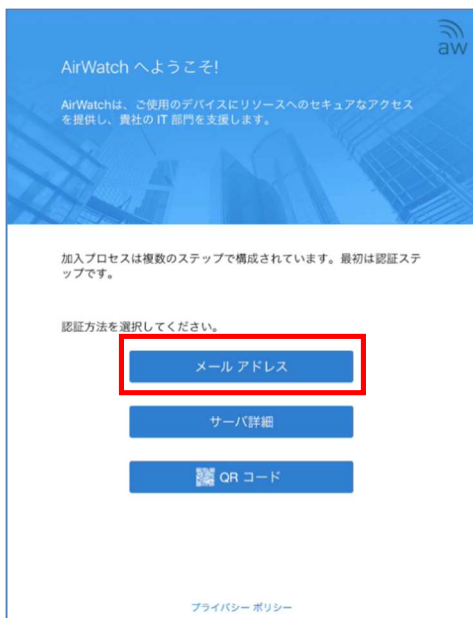 aw
AirWatch へようこそ!
AirWatchは、ご使用のデバイスにリソースへのセキュアなアクセス
を提供し、貴社の IT 部門を支援します。
加入プロセスは複数のステップで構成されています。最初は認証ステ
ップです。
認証方法を選択してください。
メール アドレス
サーバ詳細
QR コード
プライバシー ポリシー